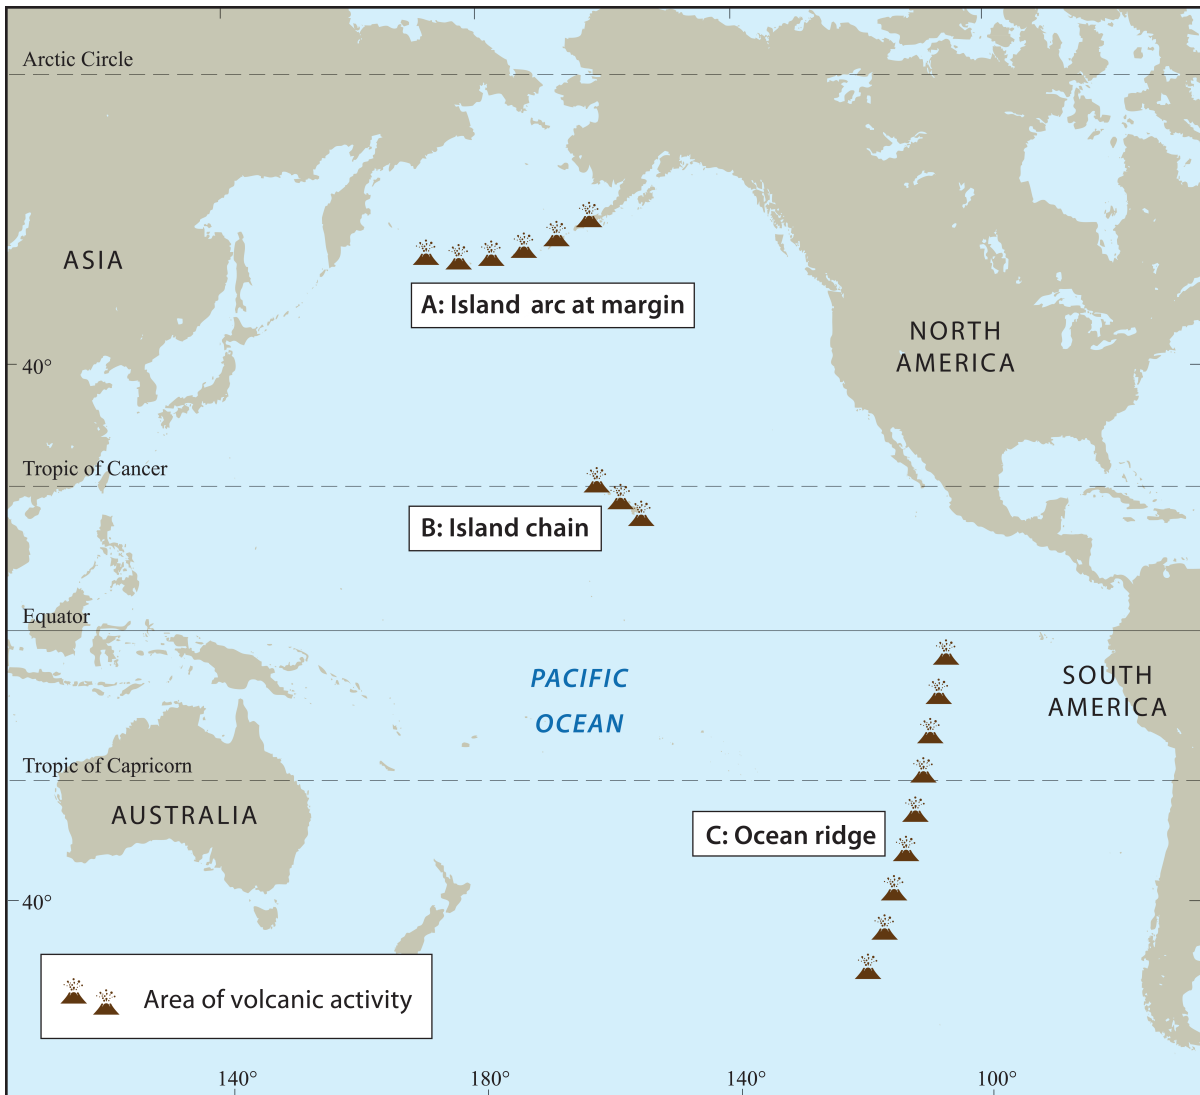 Arctic Circle
ASIA
A: Island arc at margin
NORTH
AMERICA
40°
Tropic of Cancer
B: Island chain
Equator
PACIFIC
OCEAN
SOUTH
AMERICA
Tropic of Capricorn
AUSTRALIA
C: Ocean ridge
40°
Area of volcanic activity
140°
180°
140°
100°